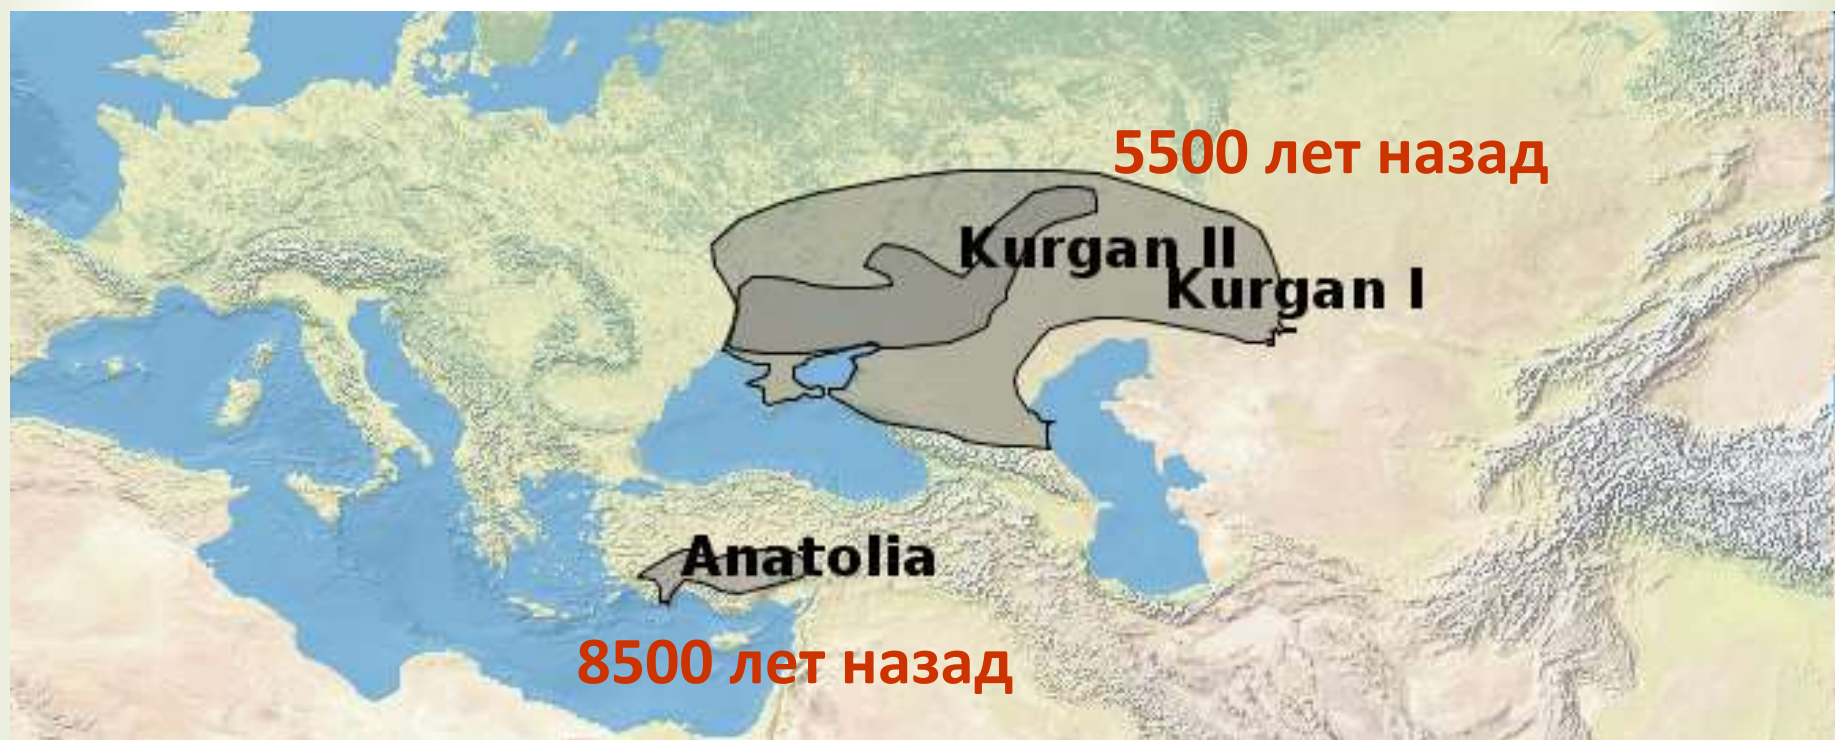 5500 лет назад
Kurgan II
Kurgan I
Anatolia
8500 лет назад